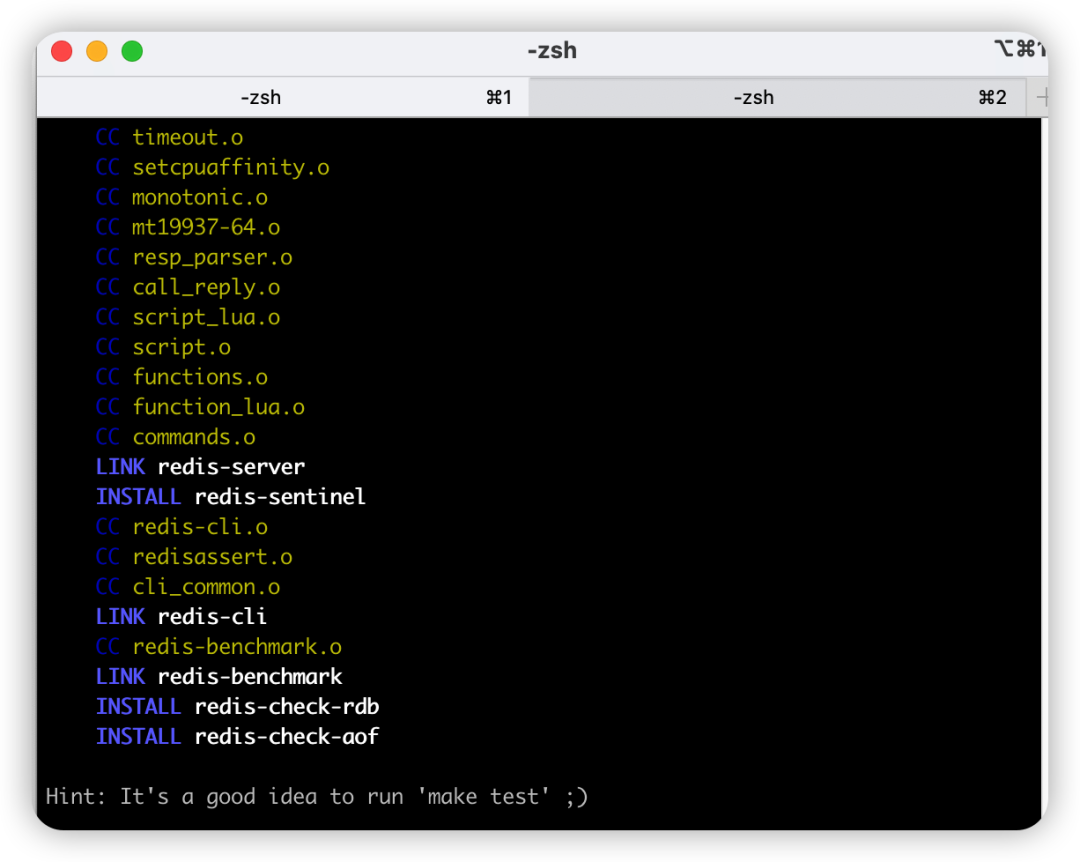 -zsh
⌥⌘1
-zsh ⌘1 -zsh ⌘2
CC timeout.o
CC setcpuaffinity.o
CC monotonic.o
CC mt19937-64.o
CC resp_parser.o
CC call_reply.o
CC script_lua.o
CC script.o
CC functions.o
CC function_lua.o
CC commands.o
LINK redis-server
INSTALL redis-sentinel
CC redis-cli.o
CC redisassert.o
CC cli_common.o
LINK redis-cli
CC redis-benchmark.o
LINK redis-benchmark
INSTALL redis-check-rdb
INSTALL redis-check-aof
Hint: It's a good idea to run 'make test' ;)